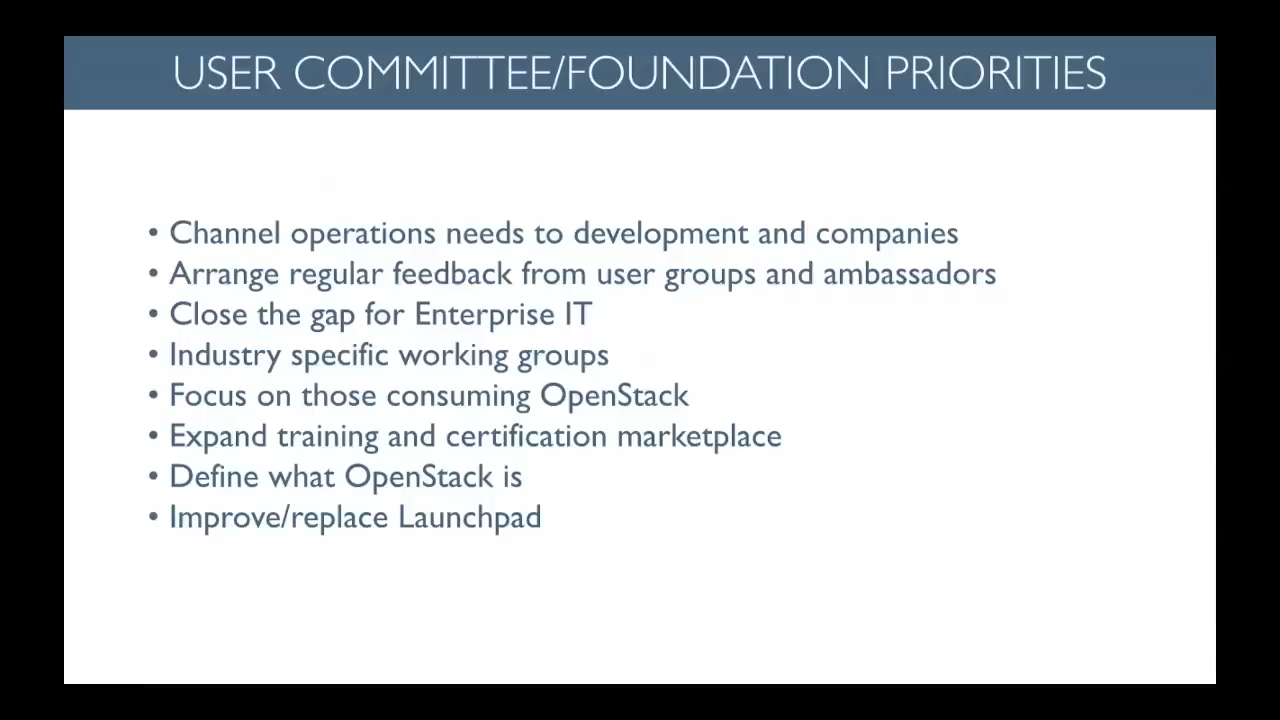 USER COMMITTEE/FOUNDATION PRIORITIES
• Channel operations needs to development and companies
• Arrange regular feedback from user groups and ambassadors
• Close the gap for Enterprise IT
• Industry specific working groups
• Focus on those consuming OpenStack
• Expand training and certification marketplace
• Define what OpenStack is
• Improve/replace Launchpad